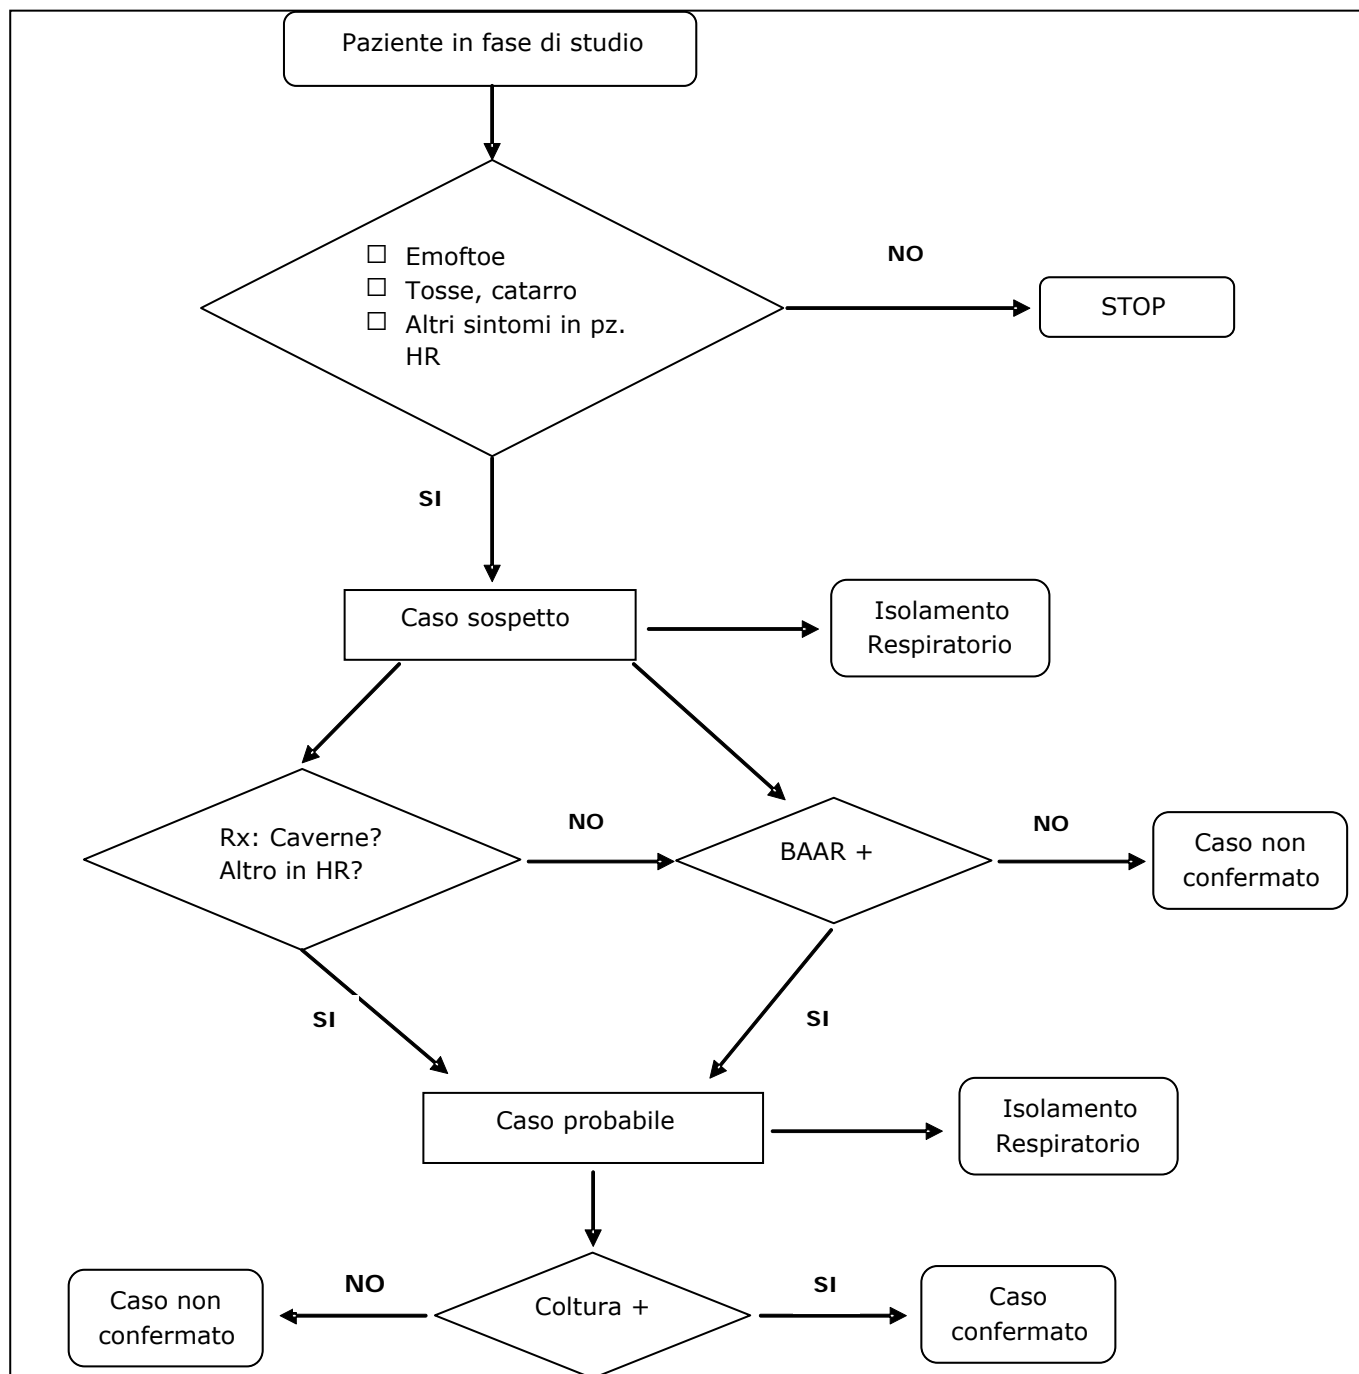 Paziente in fase di studio
☐ Emoftoe
☐ Tosse, catarro
☐ Altri sintomi in pz.
HR
NO
STOP
SI
Caso sospetto
Isolamento
Respiratorio
Rx: Caverne?
Altro in HR?
NO
BAAR +
NO
Caso non
confermato
SI
SI
Caso probabile
Isolamento
Respiratorio
Caso non
confermato
NO
Coltura +
SI
Caso
confermato